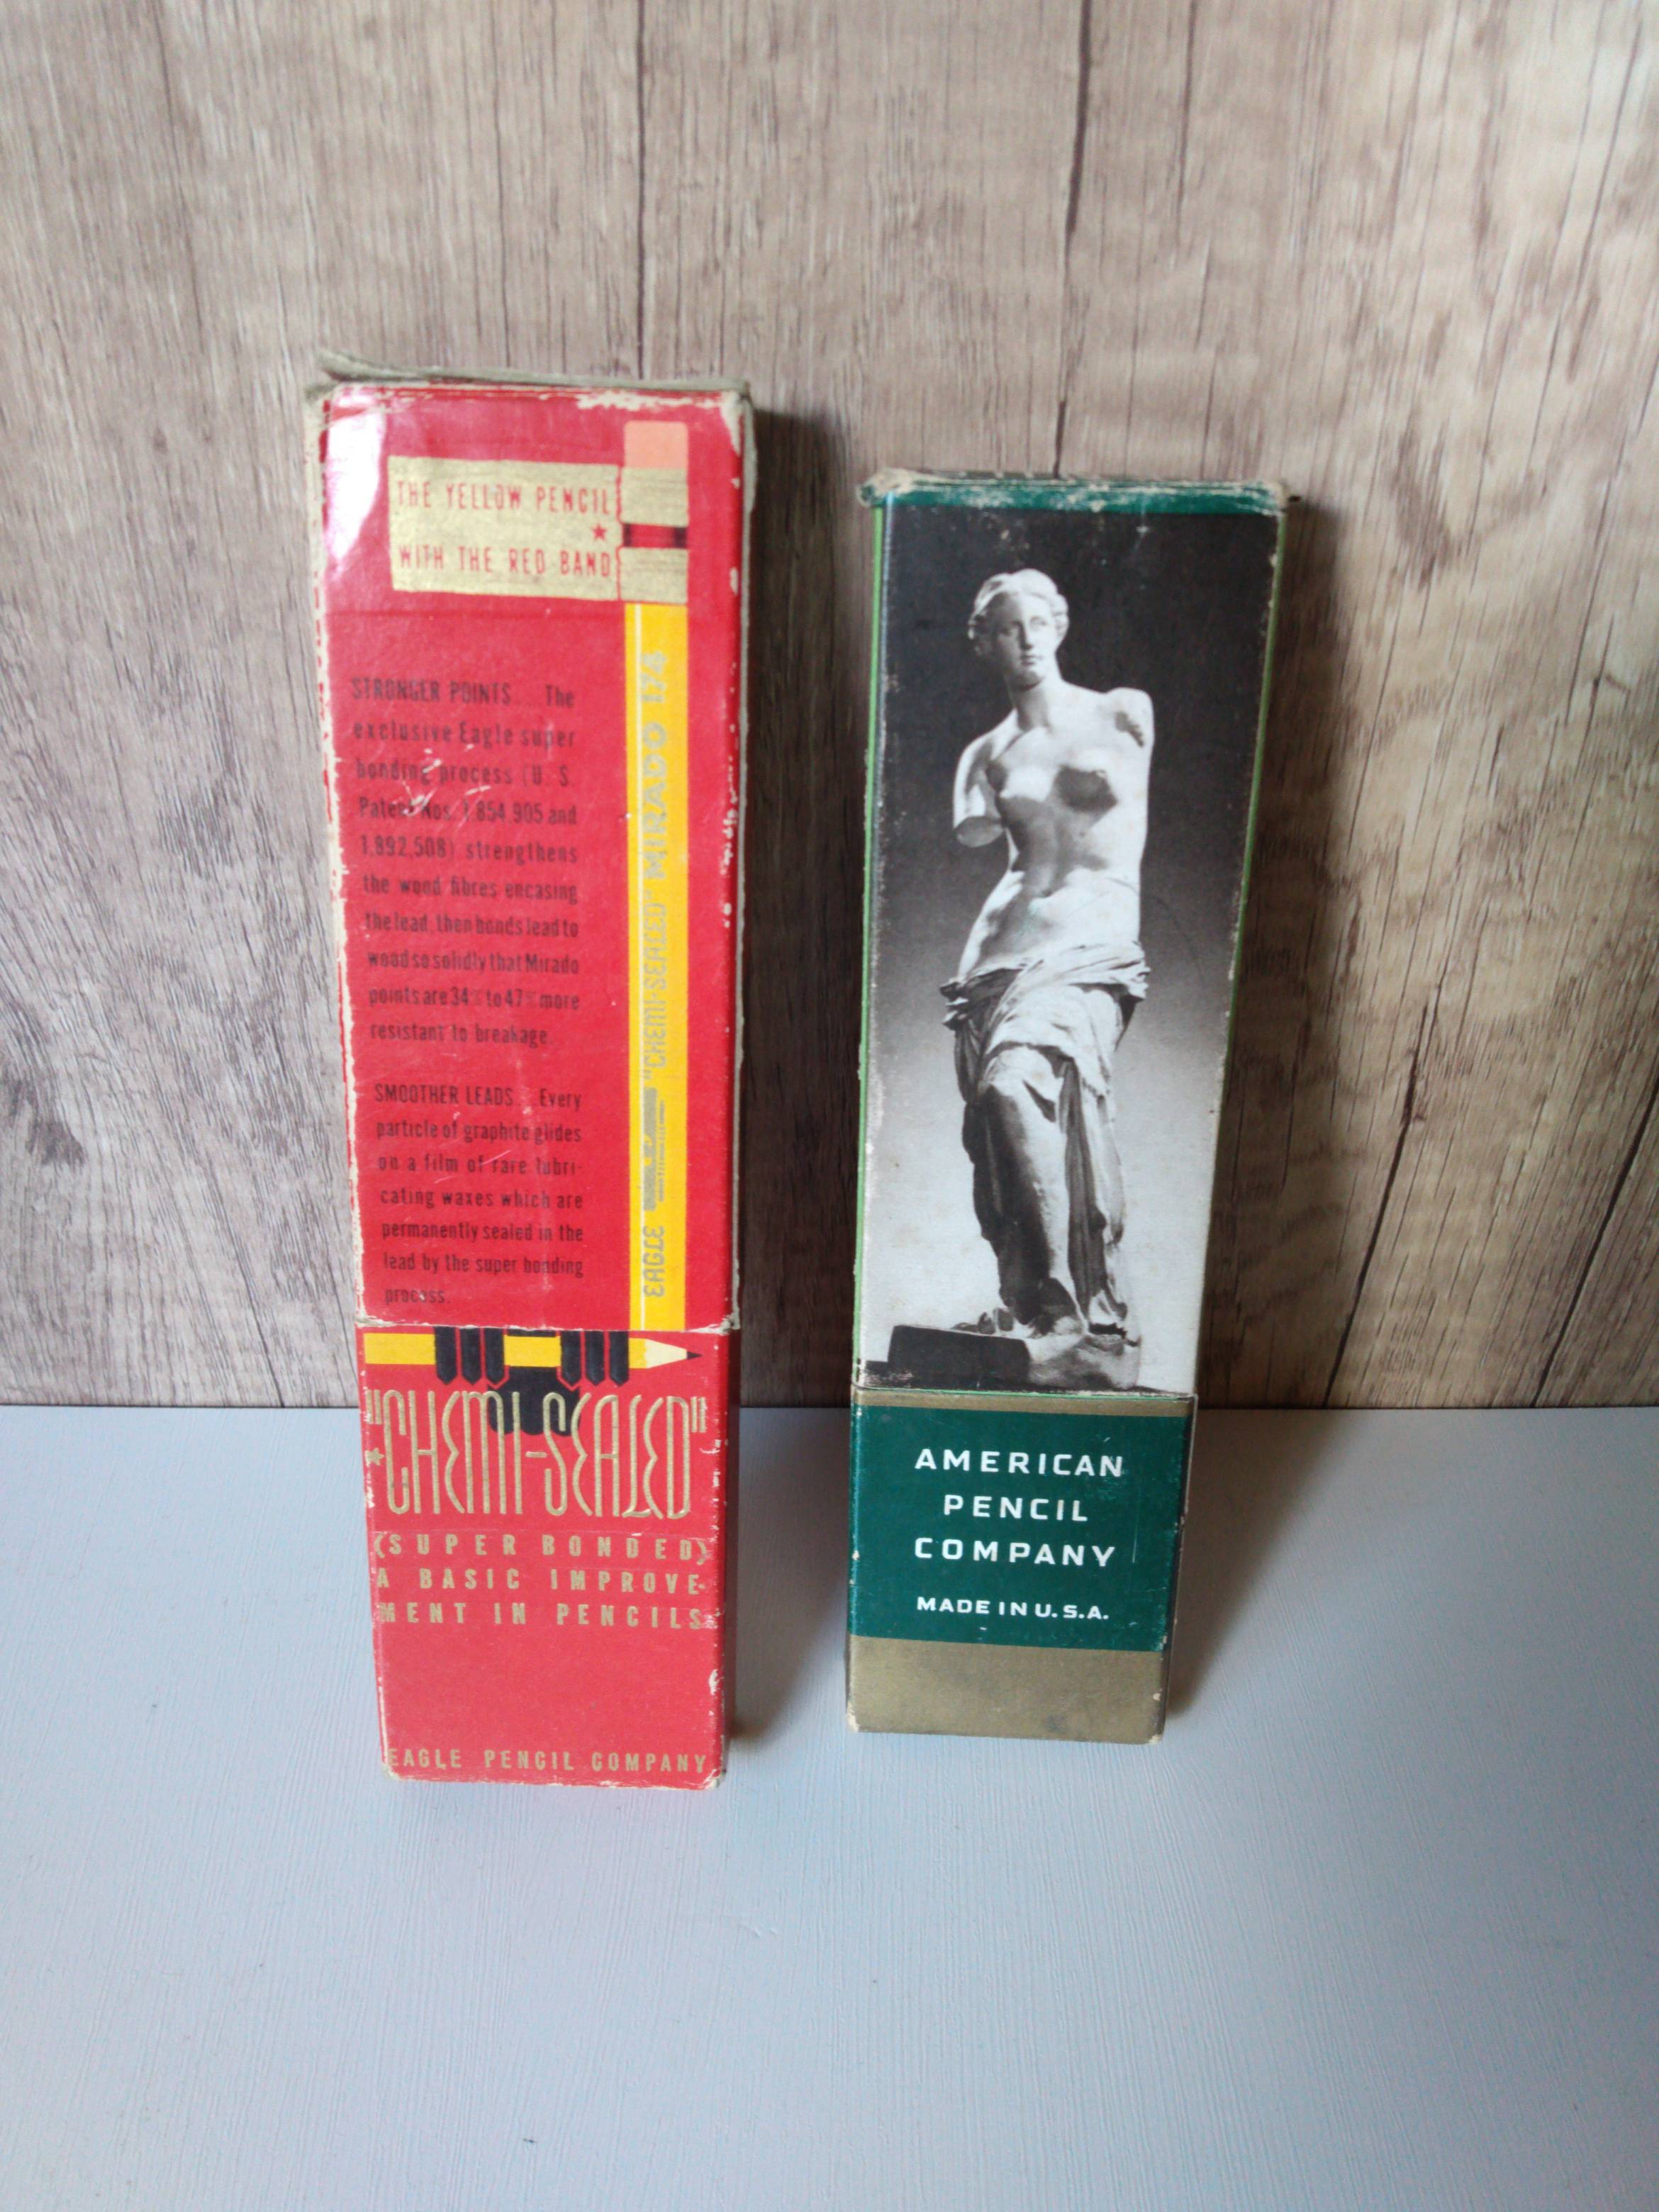 THE YELLOW PENCIL
★
WITH THE RED BAND
STRONGER POINTS... The
exclusive Eagle super
bonding process (U. S.
Patent Nos. 1,854,905 and
1,892,508) strengthens
the wood fibres encasing
the lead, then bonds lead to
wood so solidly that Mirado
points are 34% to 47% more
resistant to breakage.
SMOOTHER LEADS... Every
particle of graphite glides
on a film of rare lubri-
cating waxes which are
permanently sealed in the
lead by the super bonding
process.
EAGLE "CHEMI-SEALED" MIRADO 174
"CHEMI-SEALED"
(SUPER BONDED)
A BASIC IMPROVE-
MENT IN PENCILS
EAGLE PENCIL COMPANY
AMERICAN
PENCIL
COMPANY
MADE IN U.S.A.